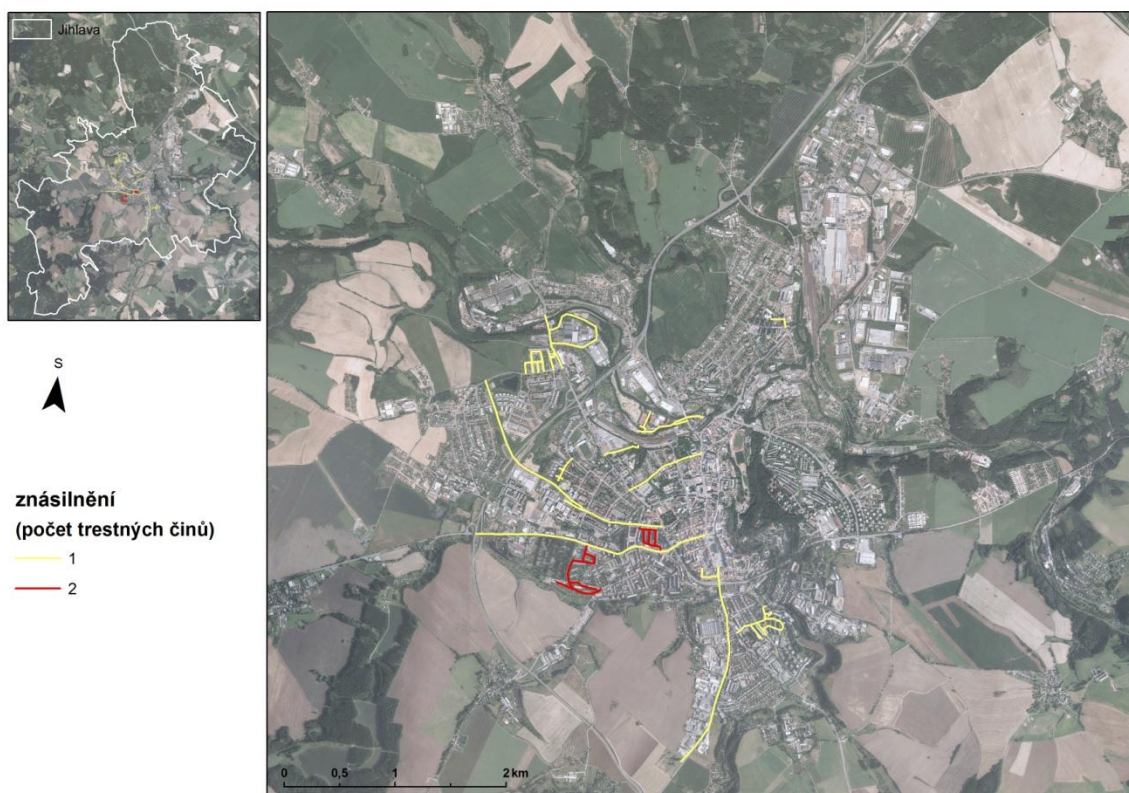 Jihlava
S
znásilnění
(počet trestných činů)
1
2
0 0,5 1 2 km